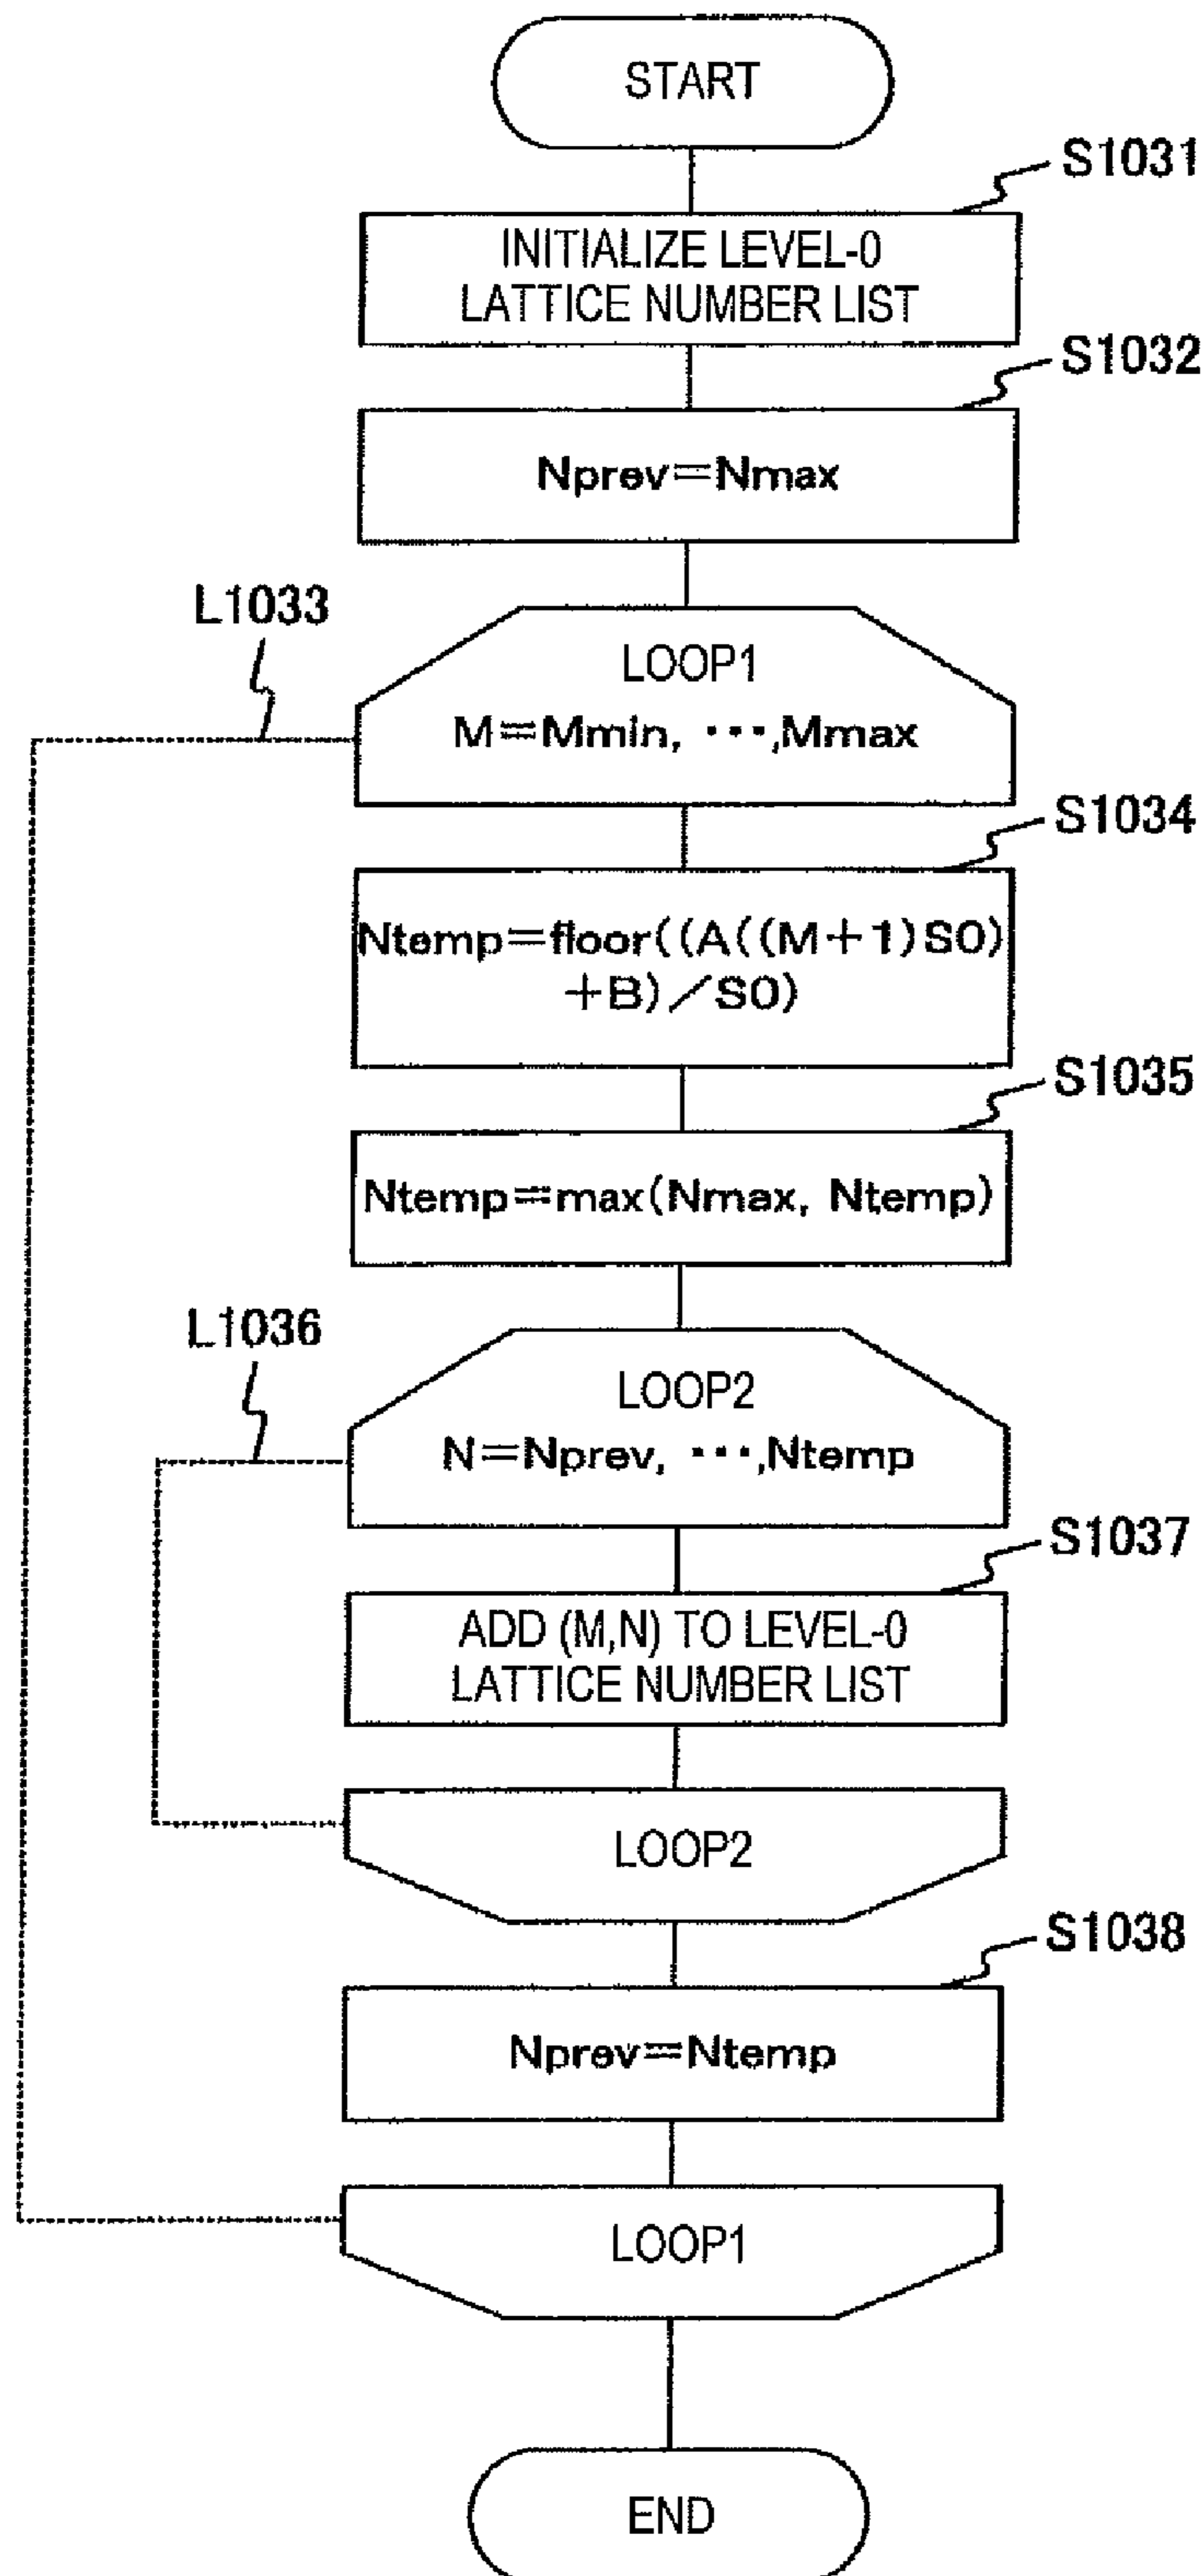 START
S1031
INITIALIZE LEVEL-0
LATTICE NUMBER LIST
S1032
Nprev=Nmax
L1033
LOOP1
M=Mmin, ···,Mmax
S1034
Ntemp=floor((A((M+1)S0)
+B)/S0)
S1035
Ntemp=max(Nmax, Ntemp)
L1036
LOOP2
N=Nprev, ···,Ntemp
S1037
ADD (M,N) TO LEVEL-0
LATTICE NUMBER LIST
LOOP2
S1038
Nprev=Ntemp
LOOP1
END